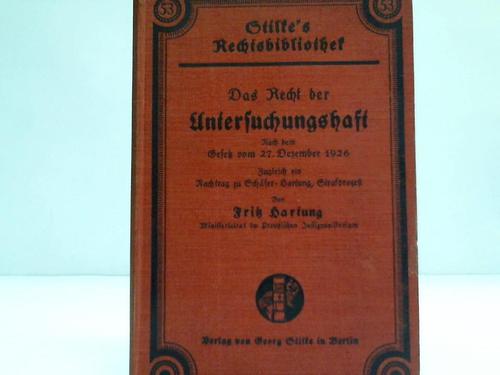 53 53
Stilke's
Rechtsbibliothek
Das Recht der
Untersuchungshaft
Nach dem
Gesetz vom 27. Dezember 1926
Zugleich ein
Nachtrag zu Schäfer-Hartung, Strafprozeß
Von
Fritz Hartung
Ministerialrat im Preußischen Justizministerium
Verlag von Georg Stilke in Berlin